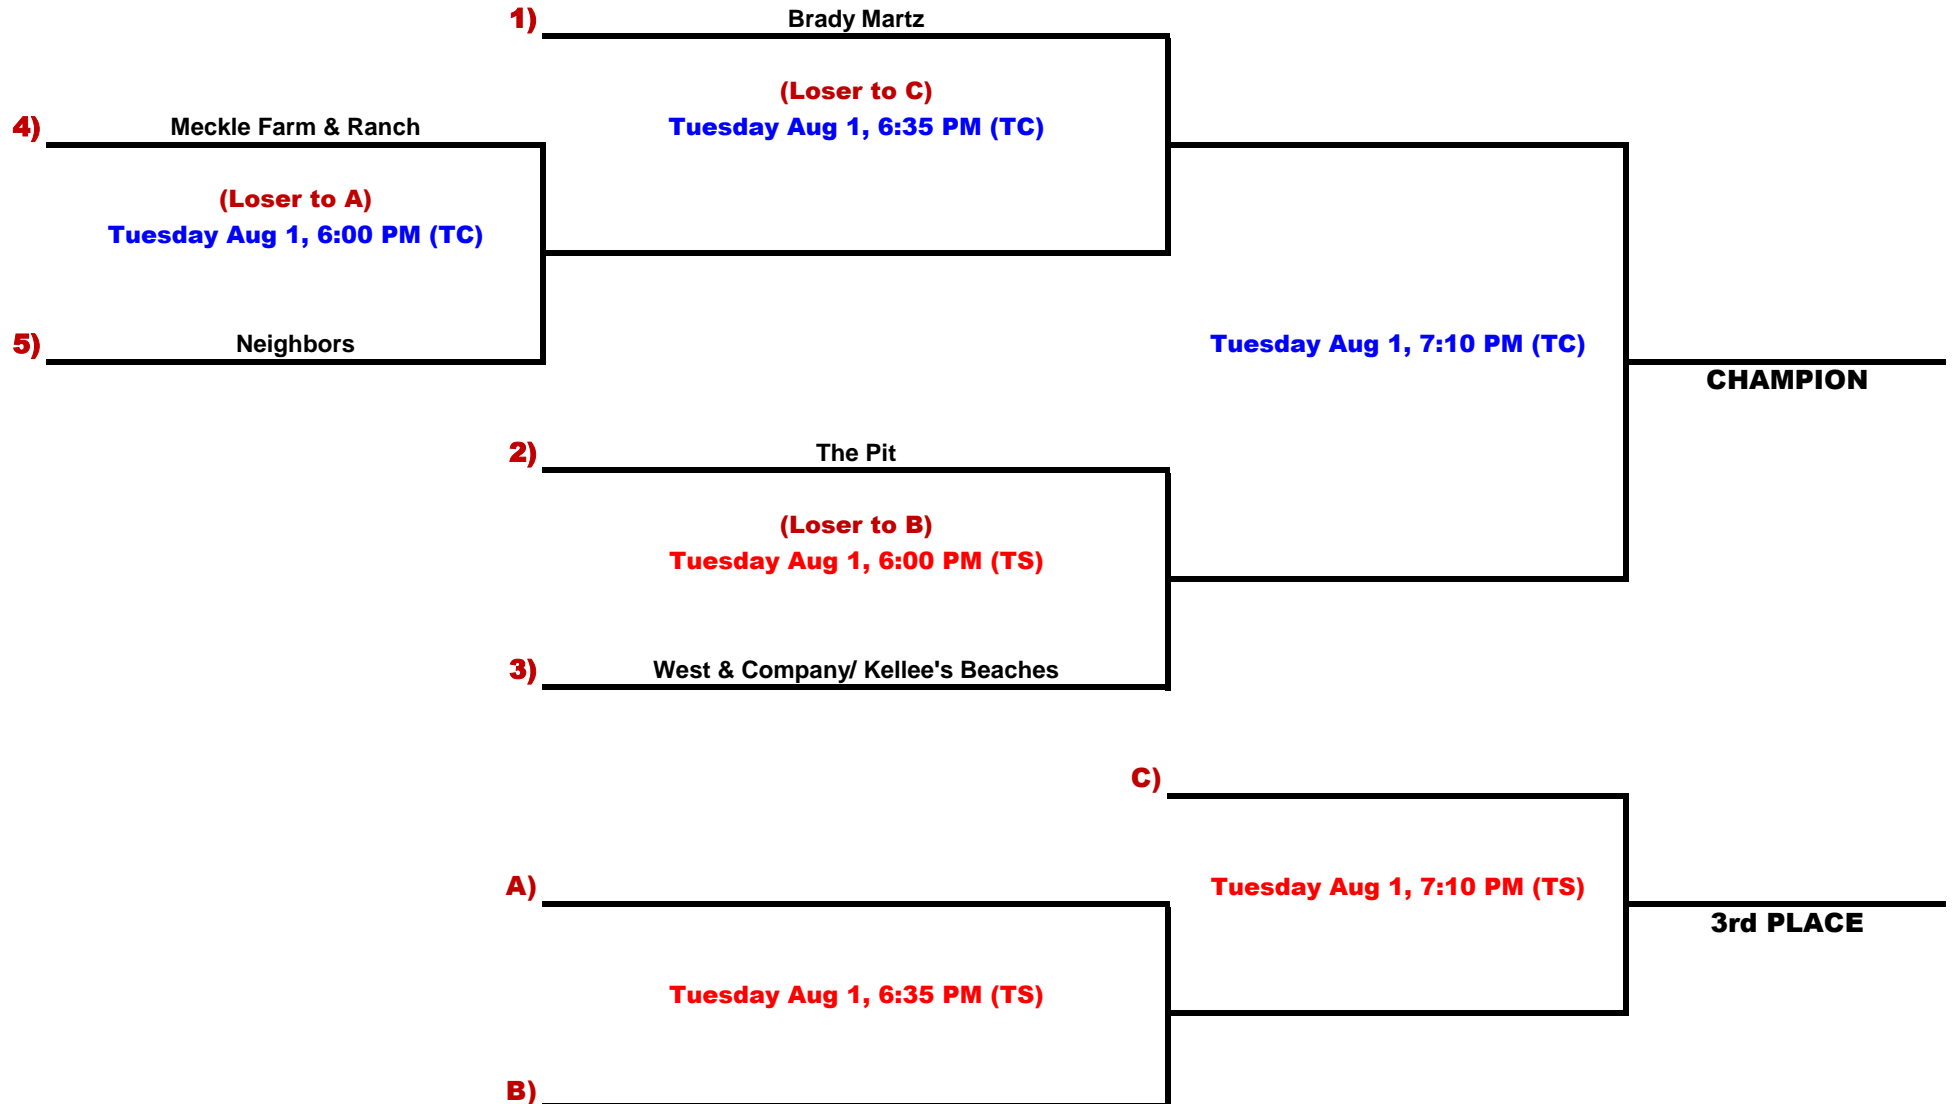 1) Brady Martz
(Loser to C)
4) Meckle Farm & Ranch
Tuesday Aug 1, 6:35 PM (TC)
(Loser to A)
Tuesday Aug 1, 6:00 PM (TC)
5) Neighbors
Tuesday Aug 1, 7:10 PM (TC)
CHAMPION
2) The Pit
(Loser to B)
Tuesday Aug 1, 6:00 PM (TS)
3) West & Company/ Kellee's Beaches
C)
A)
Tuesday Aug 1, 7:10 PM (TS)
3rd PLACE
Tuesday Aug 1, 6:35 PM (TS)
B)